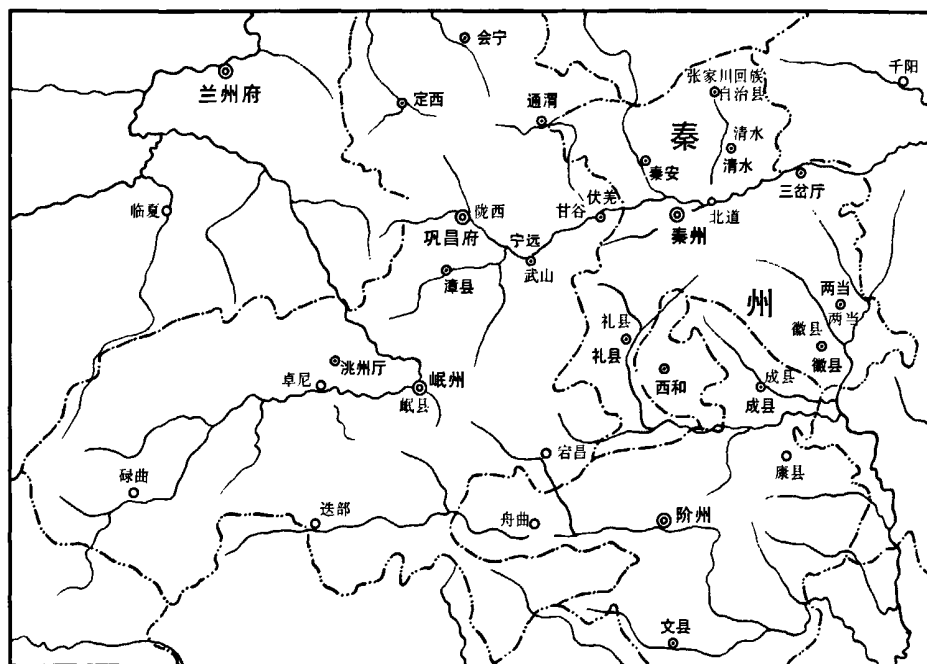 会宁
千阳
兰州府
张家川回族
自治县
定西
通渭
秦
清水
清水
秦安
三岔厅
临夏
陇西
伏羌
甘谷
北道
巩昌府
宁远
秦州
武山
漳县
州
两当
两当
礼县
徽县
礼县
徽县
洮州厅
西和
成县
卓尼
岷州
岷县
成县
宕昌
康县
碌曲
迭部
舟曲
阶州
文县